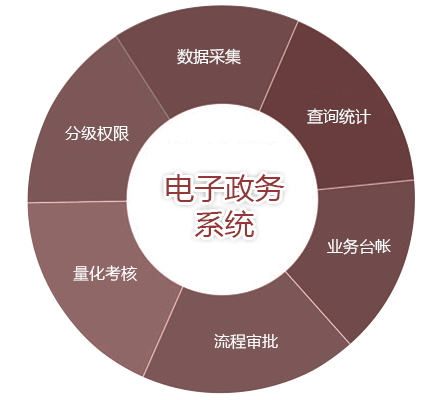 数据采集
查询统计
分级权限
电子政务
系统
业务台帐
量化考核
流程审批